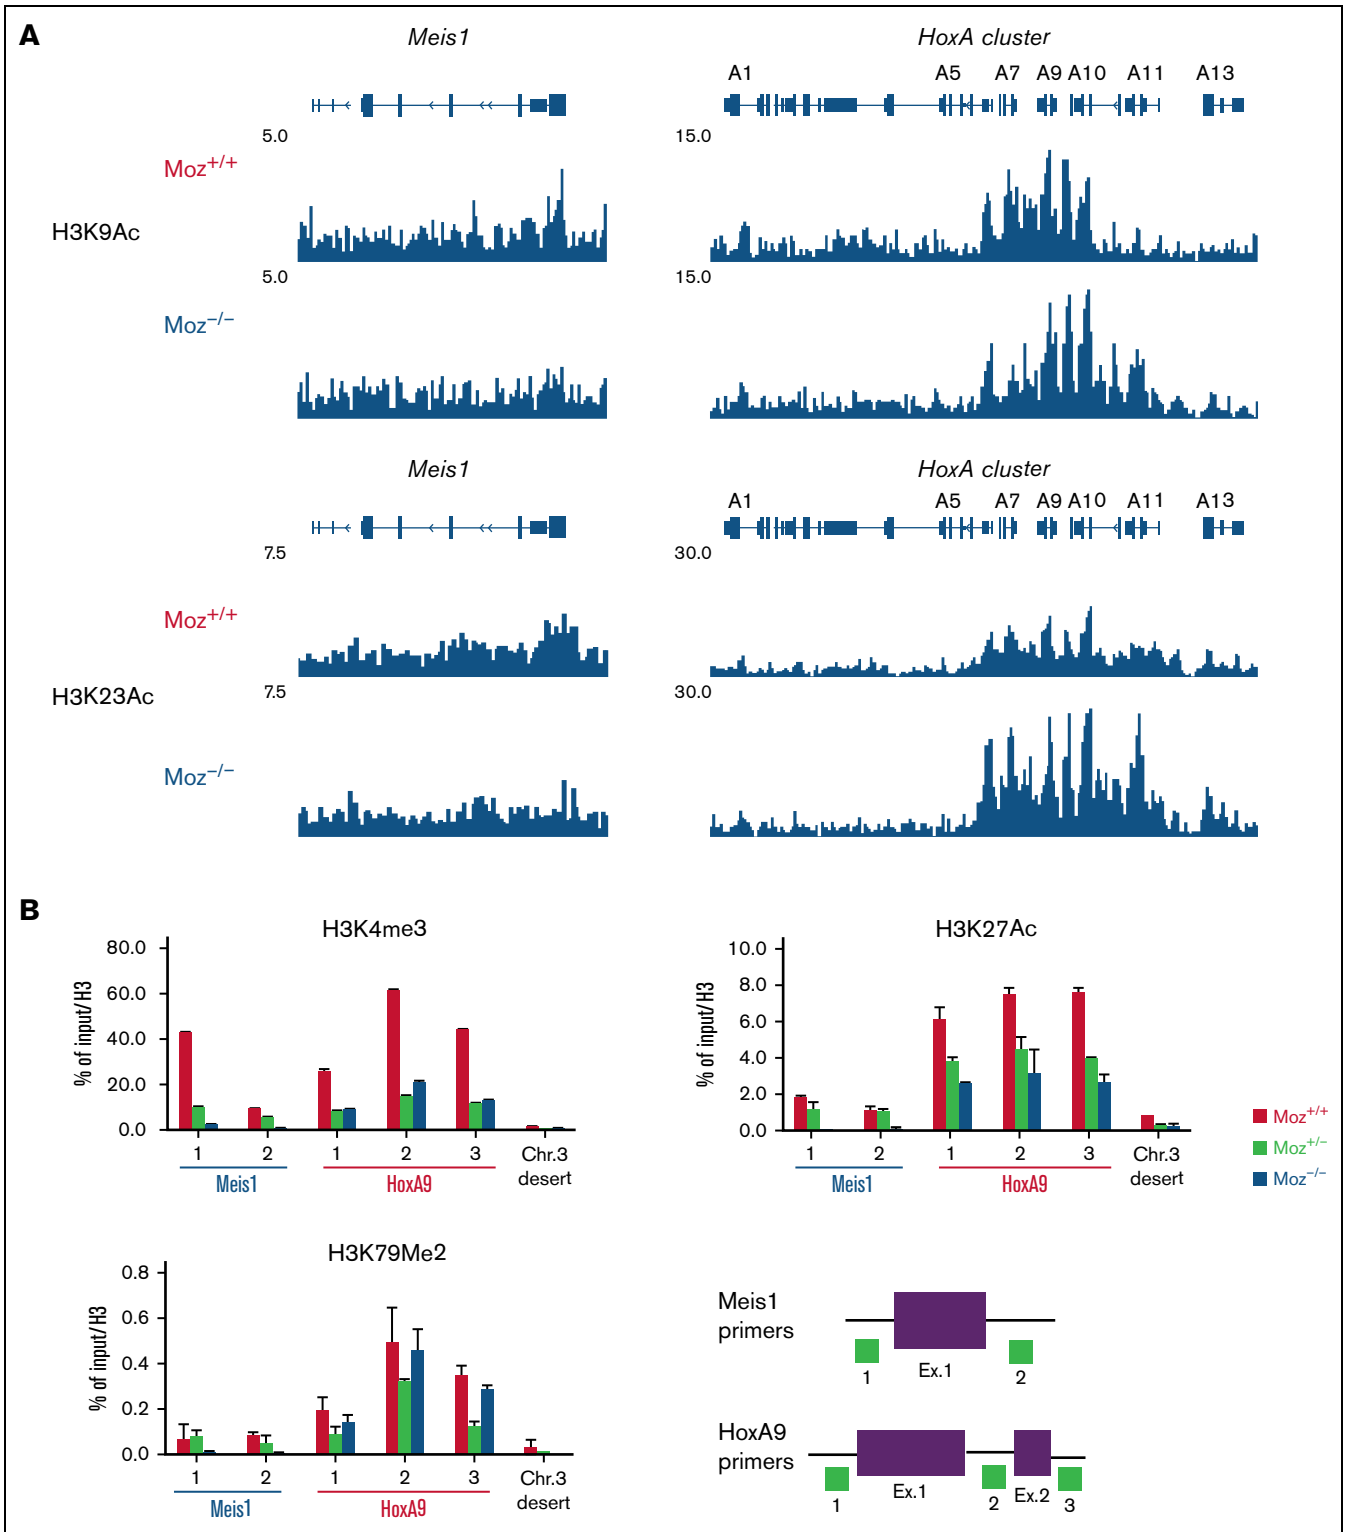 A
Meis1 HoxA cluster
A1 A5 A7 A9 A10 A11 A13
5.0 15.0
Moz+/+
H3K9Ac
5.0 15.0
Moz−/−
Meis1 HoxA cluster
A1 A5 A7 A9 A10 A11 A13
7.5 30.0
Moz+/+
H3K23Ac
7.5 30.0
Moz−/−
B
H3K4me3
% of input/H3
80.0
60.0
40.0
20.0
0.0
1 2 1 2 3 Chr.3 desert
Meis1 HoxA9
H3K27Ac
% of input/H3
10.0
8.0
6.0
4.0
2.0
0.0
1 2 1 2 3 Chr.3 desert
Meis1 HoxA9
Moz+/+
Moz+/−
Moz−/−
H3K79Me2
% of input/H3
0.8
0.6
0.4
0.2
0.0
1 2 1 2 3 Chr.3 desert
Meis1 HoxA9
Meis1 primers
1 Ex.1 2
HoxA9 primers
1 Ex.1 2 Ex.2 3